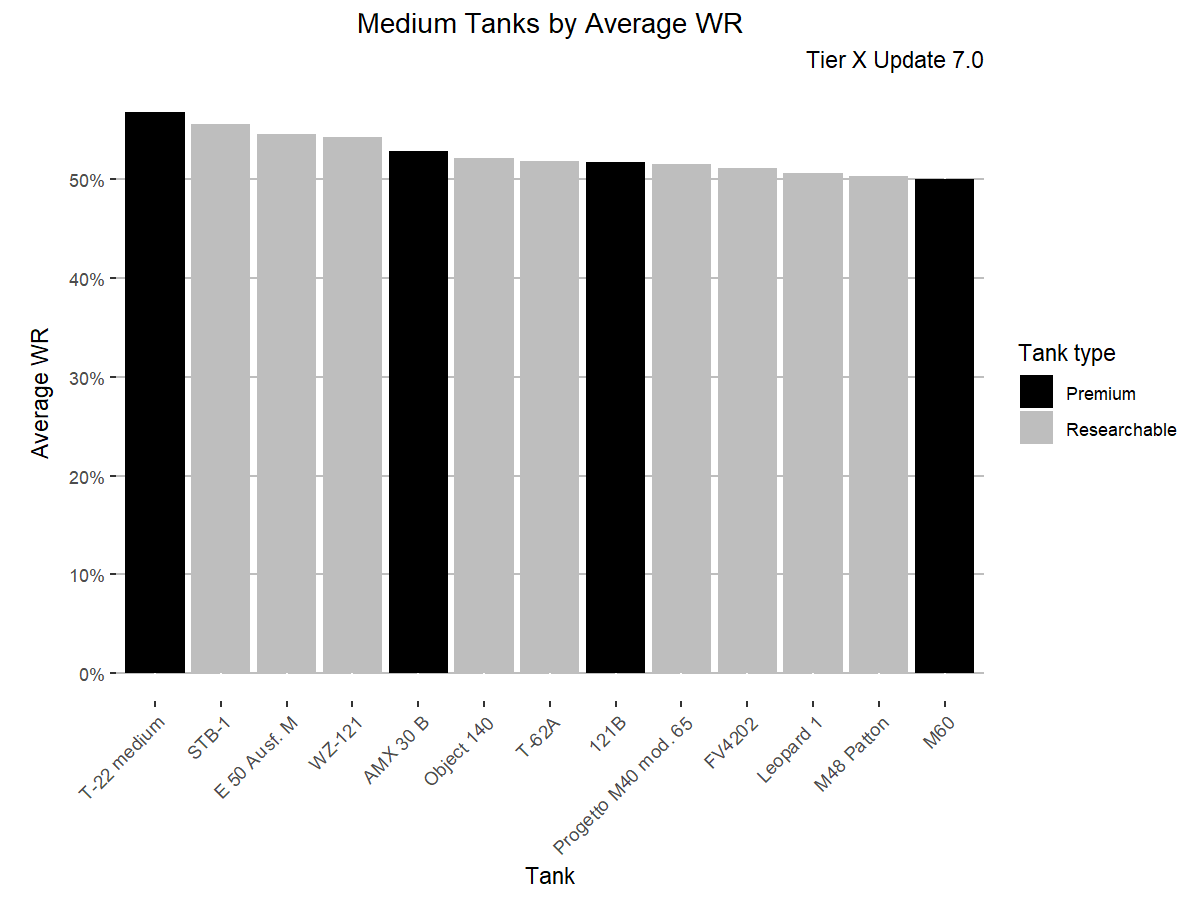 Medium Tanks by Average WR
Tier X Update 7.0
Average WR
50%
40%
30%
20%
10%
0%
T-22 medium
STB-1
E 50 Ausf. M
WZ-121
AMX 30 B
Object 140
T-62A
121B
Progetto M40 mod. 65
FV4202
Leopard 1
M48 Patton
M60
Tank
Tank type
Premium
Researchable